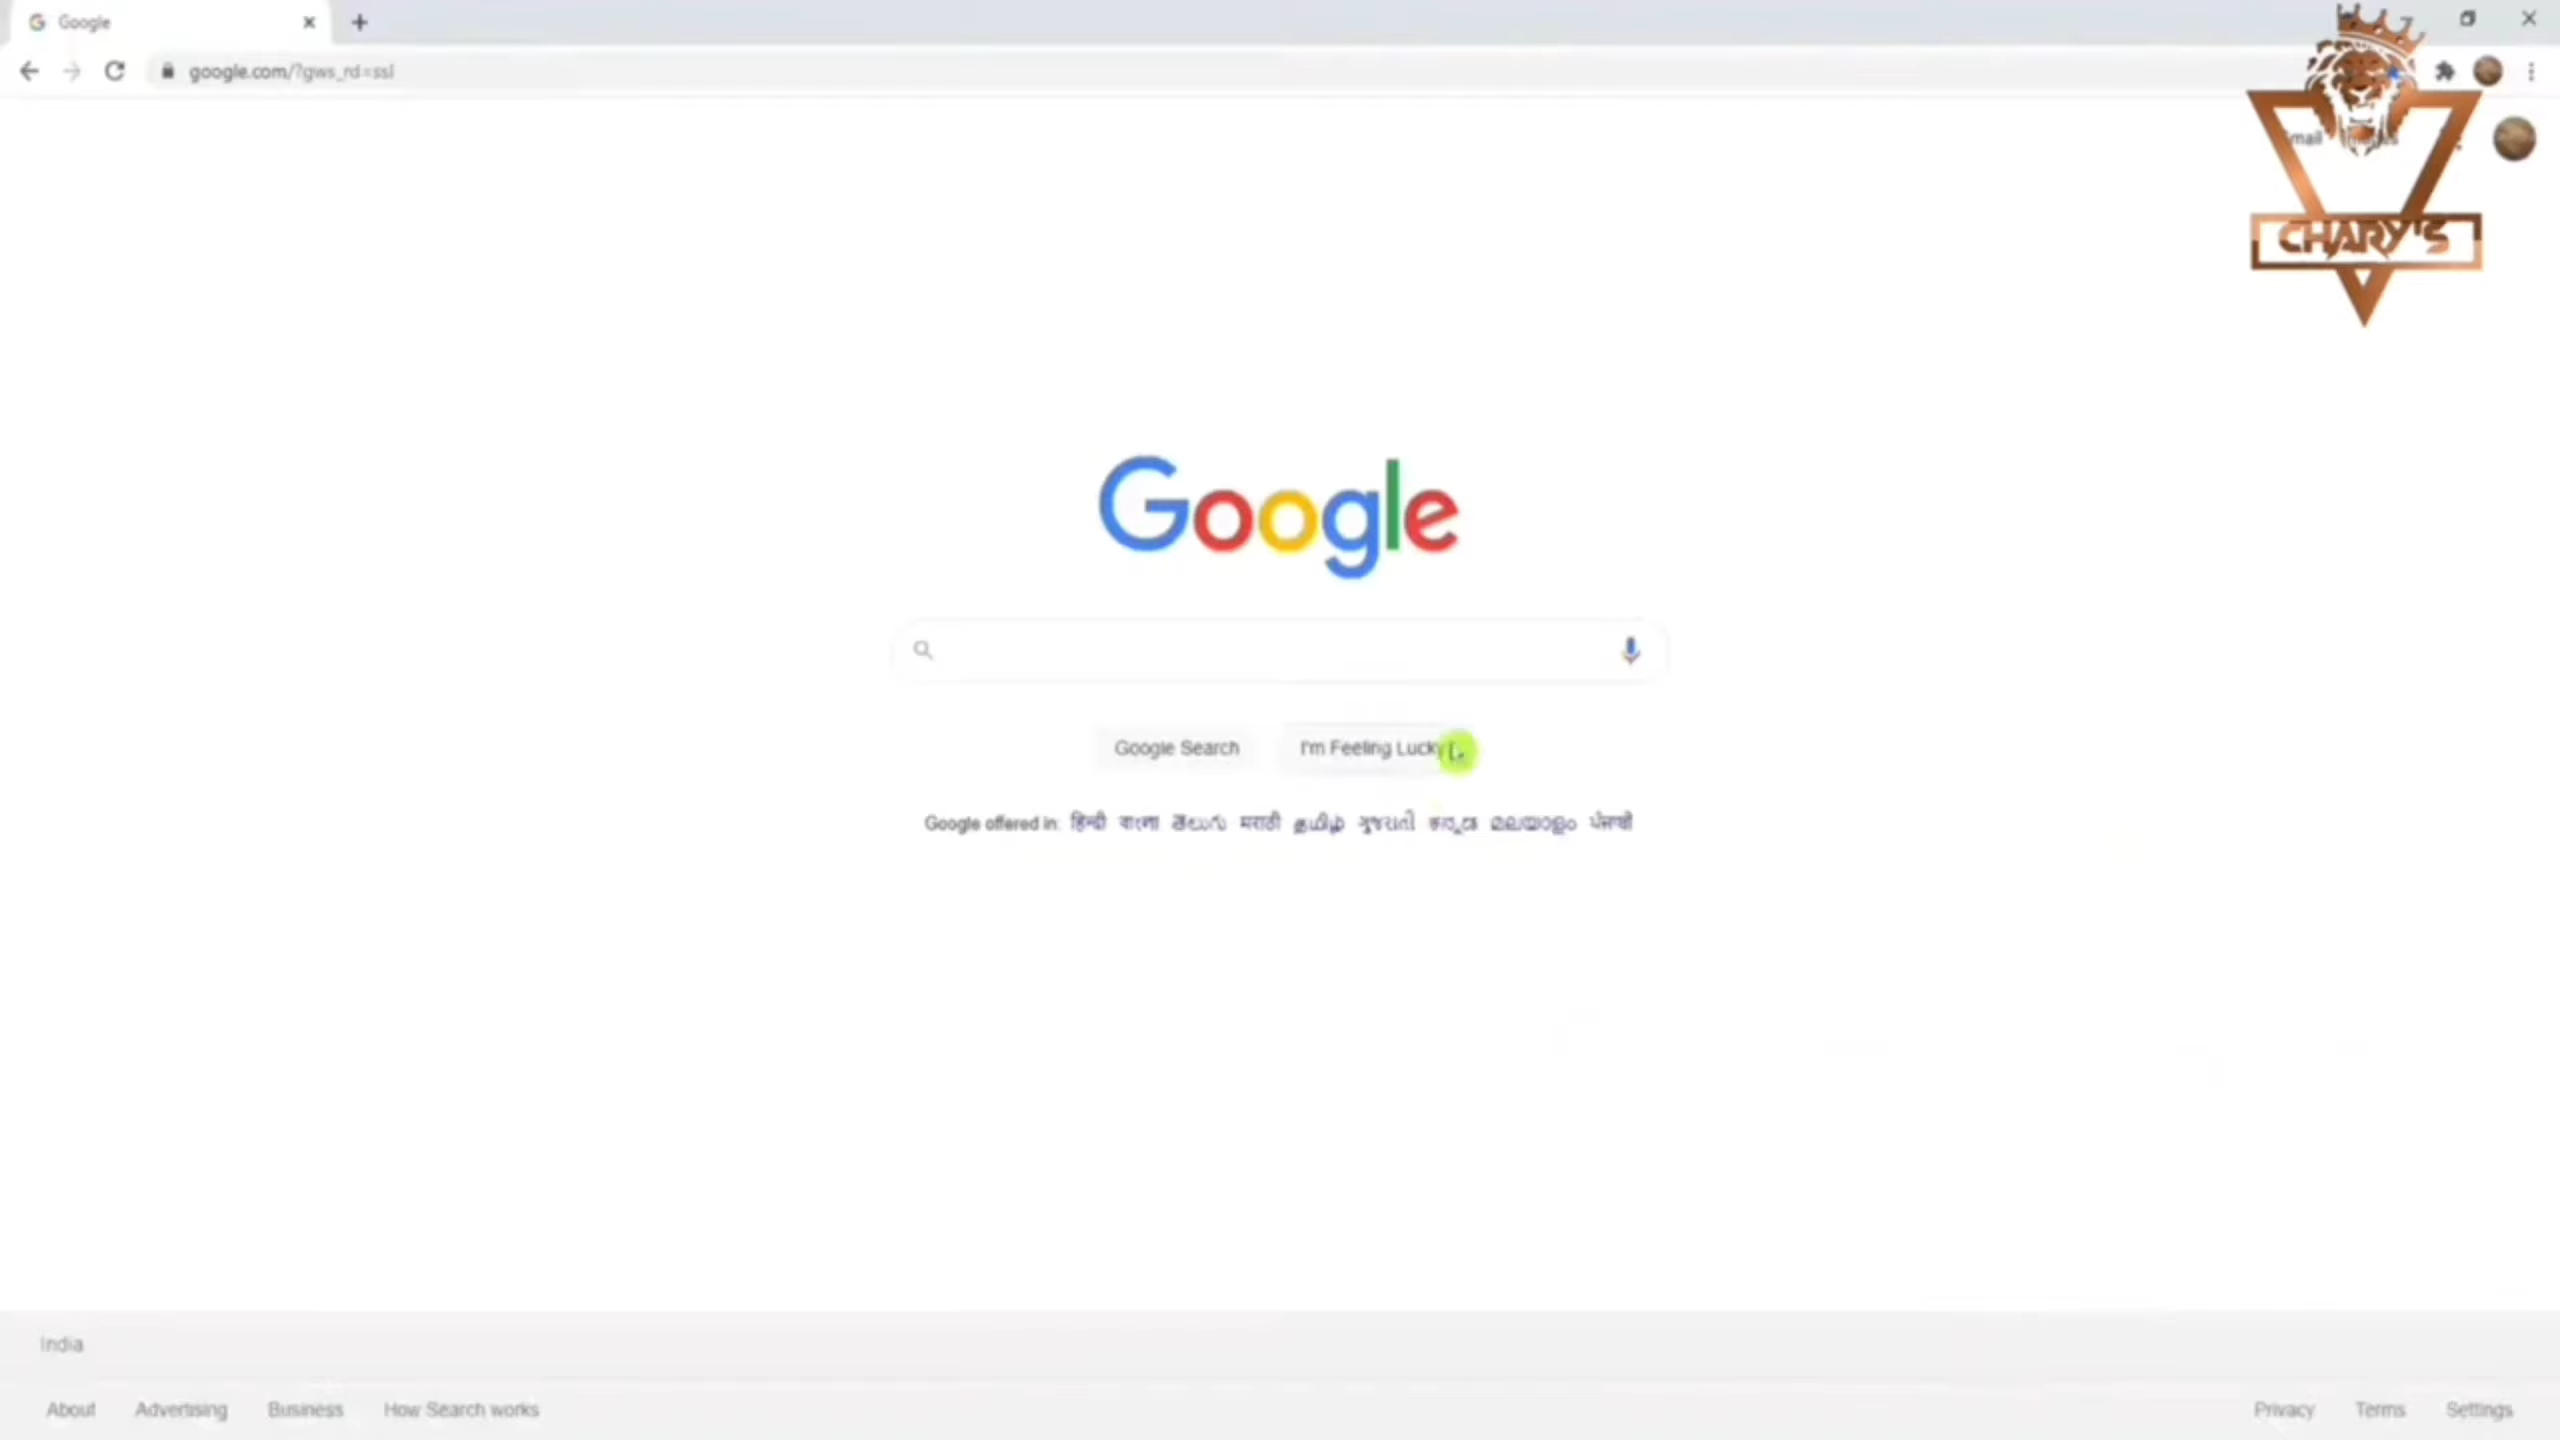 Google
google.com/?gws_rd=ssl
mail
CHARY'S
Google
Google Search
I'm Feeling Lucky
Google offered in: हिन्दी বাংলা తెలుగు मराठी தமிழ் ગુજરાતી ಕನ್ನಡ മലയാളം ਪੰਜਾਬੀ
India
About Advertising Business How Search works
Privacy Terms Settings